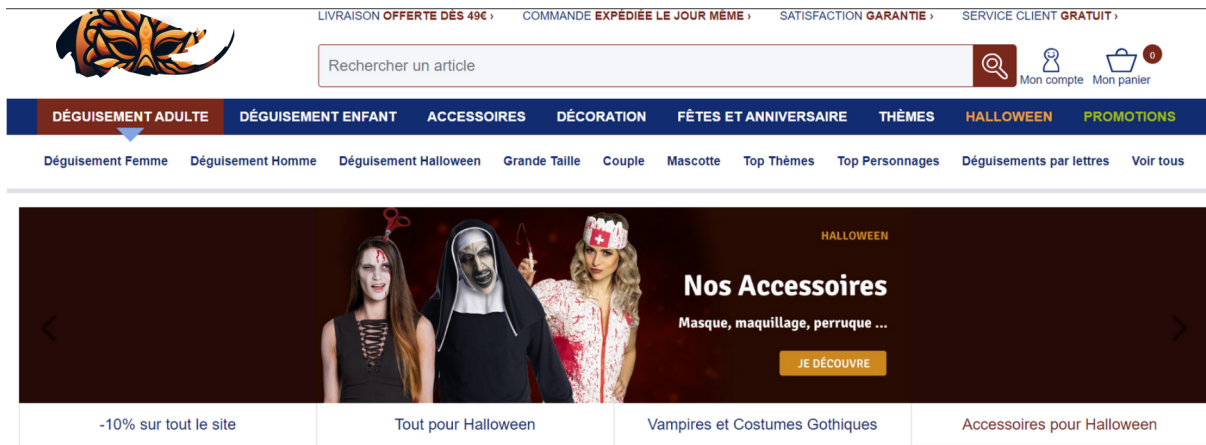 LIVRAISON OFFERTE DÈS 49€ › COMMANDE EXPÉDIÉE LE JOUR MÊME › SATISFACTION GARANTIE › SERVICE CLIENT GRATUIT ›
Rechercher un article
Mon compte Mon panier 0
DÉGUISEMENT ADULTE DÉGUISEMENT ENFANT ACCESSOIRES DÉCORATION FÊTES ET ANNIVERSAIRE THÈMES HALLOWEEN PROMOTIONS
Déguisement Femme Déguisement Homme Déguisement Halloween Grande Taille Couple Mascotte Top Thèmes Top Personnages Déguisements par lettres Voir tous
HALLOWEEN
Nos Accessoires
Masque, maquillage, perruque ...
JE DÉCOUVRE
-10% sur tout le site Tout pour Halloween Vampires et Costumes Gothiques Accessoires pour Halloween